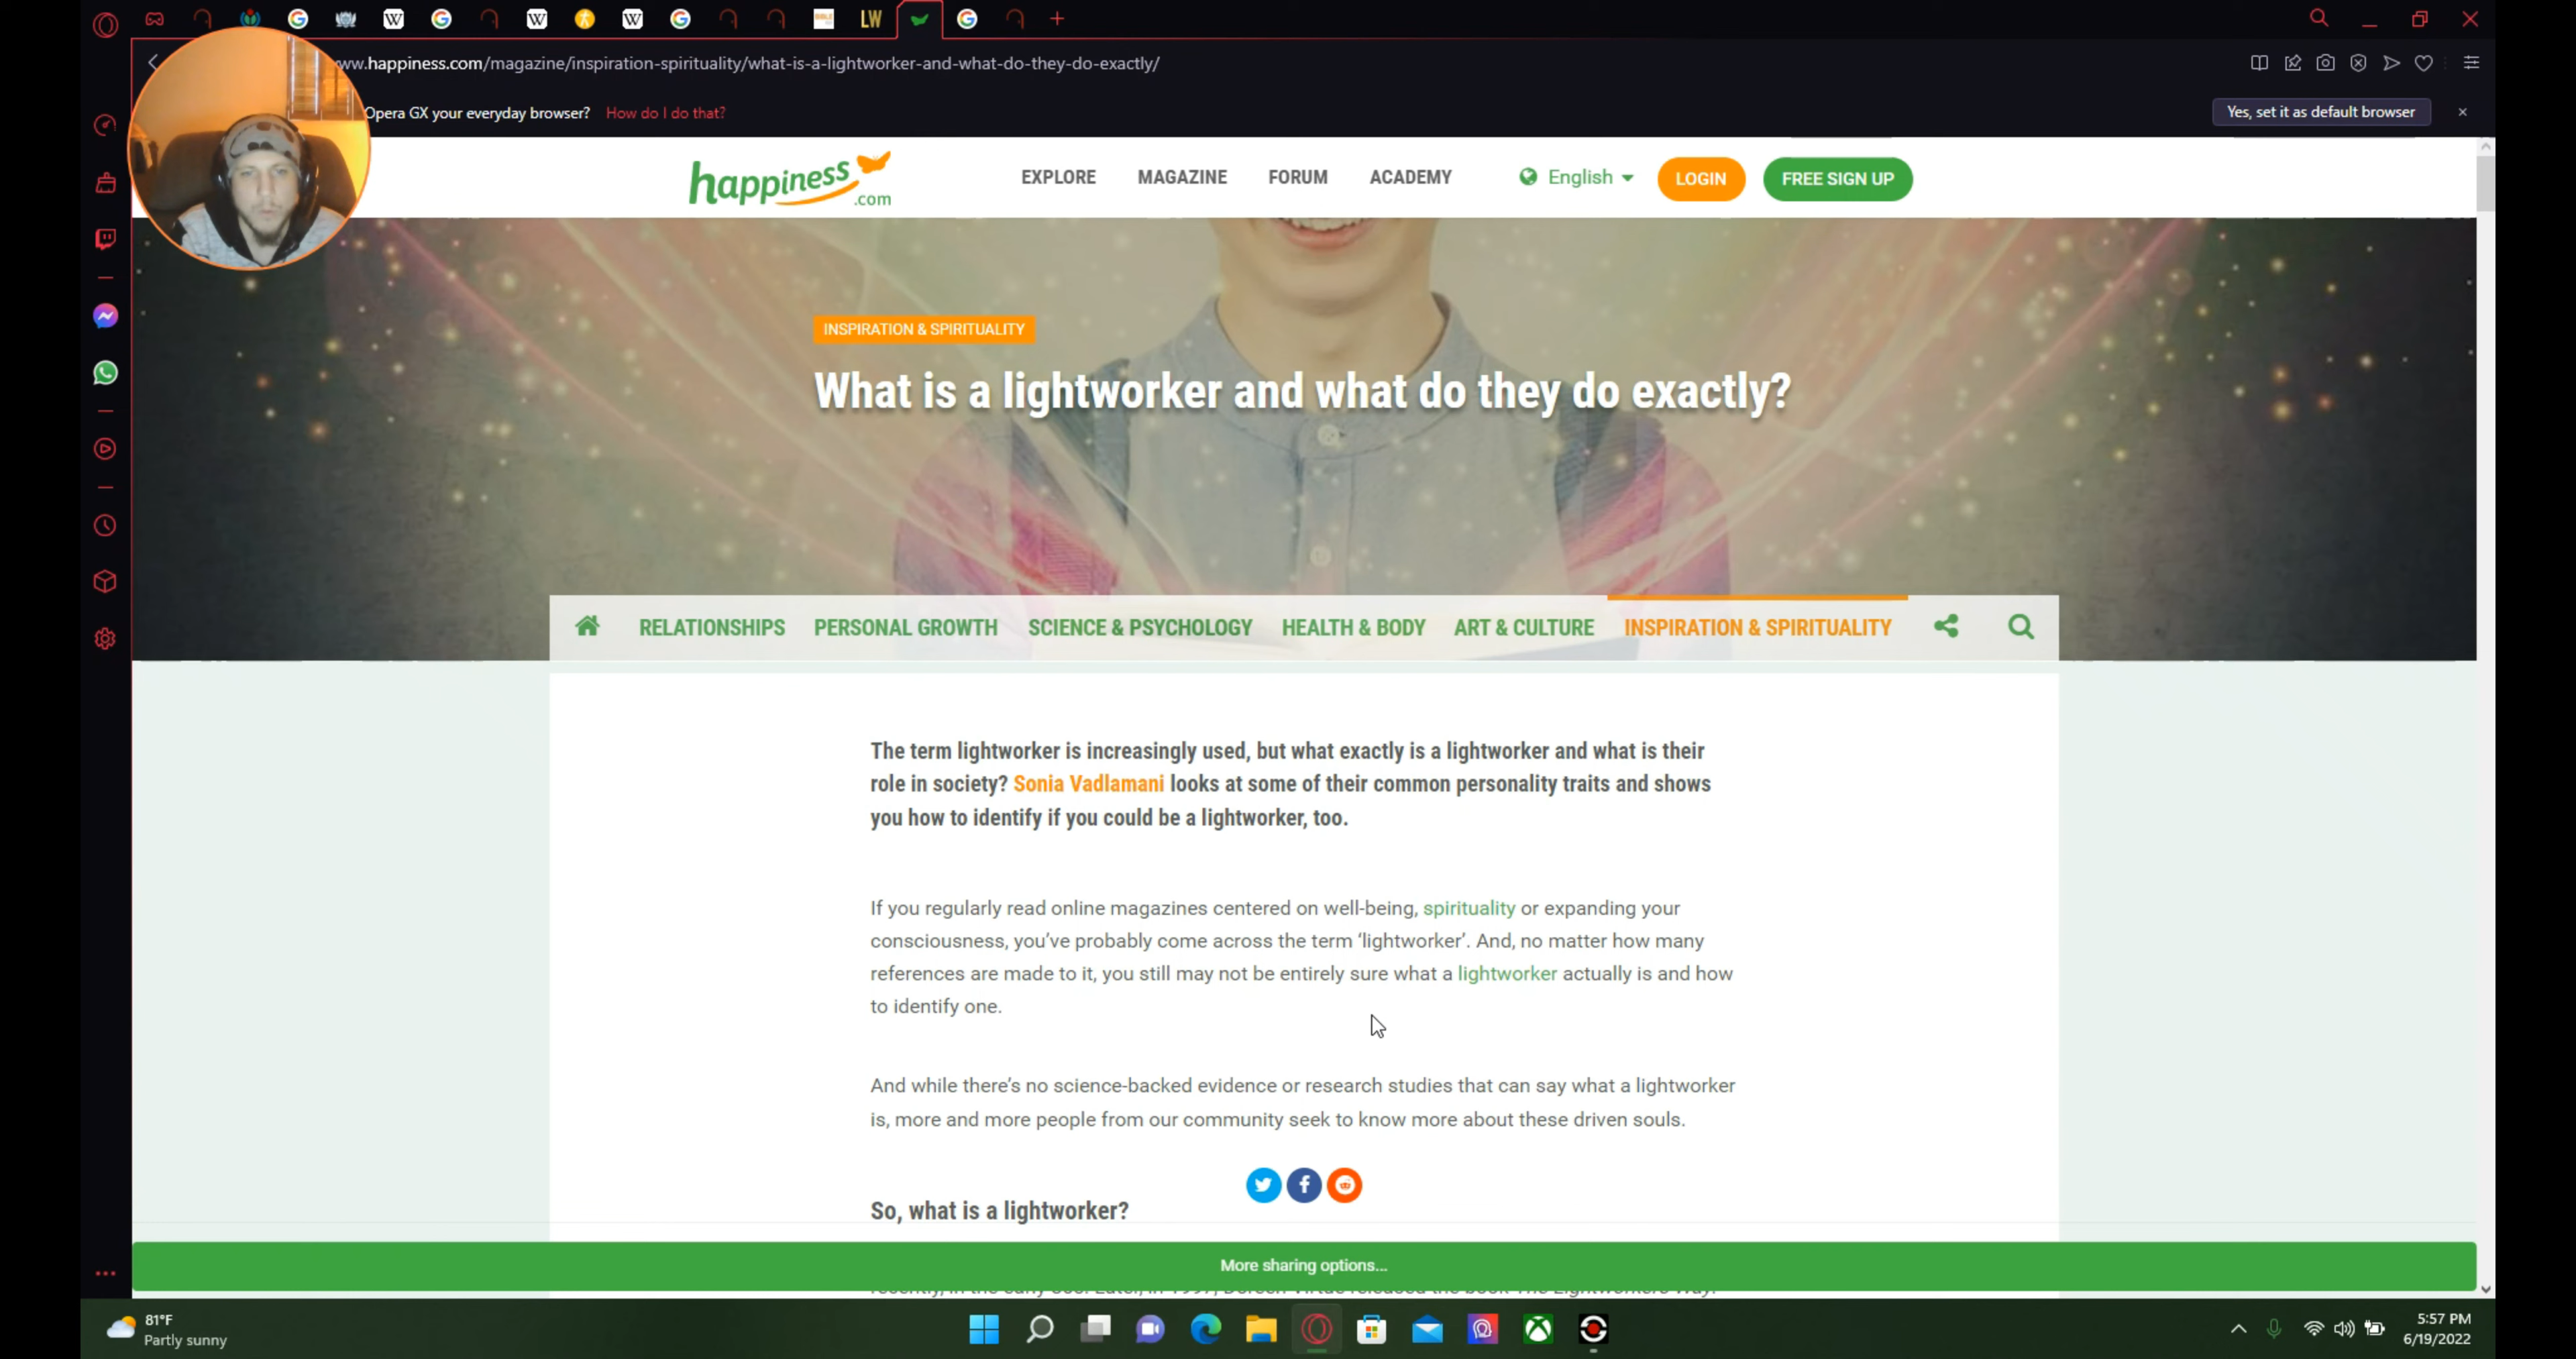 LW
ww.happiness.com/magazine/inspiration-spirituality/what-is-a-lightworker-and-what-do-they-do-exactly/
Opera GX your everyday browser? How do I do that?
Yes, set it as default browser
happiness.com
EXPLORE
MAGAZINE
FORUM
ACADEMY
English
LOGIN
FREE SIGN UP
INSPIRATION & SPIRITUALITY
What is a lightworker and what do they do exactly?
RELATIONSHIPS
PERSONAL GROWTH
SCIENCE & PSYCHOLOGY
HEALTH & BODY
ART & CULTURE
INSPIRATION & SPIRITUALITY
The term lightworker is increasingly used, but what exactly is a lightworker and what is their
role in society? Sonia Vadlamani looks at some of their common personality traits and shows
you how to identify if you could be a lightworker, too.
If you regularly read online magazines centered on well-being, spirituality or expanding your
consciousness, you've probably come across the term ‘lightworker’. And, no matter how many
references are made to it, you still may not be entirely sure what a lightworker actually is and how
to identify one.
And while there's no science-backed evidence or research studies that can say what a lightworker
is, more and more people from our community seek to know more about these driven souls.
So, what is a lightworker?
More sharing options...
81°F
Partly sunny
5:57 PM
6/19/2022